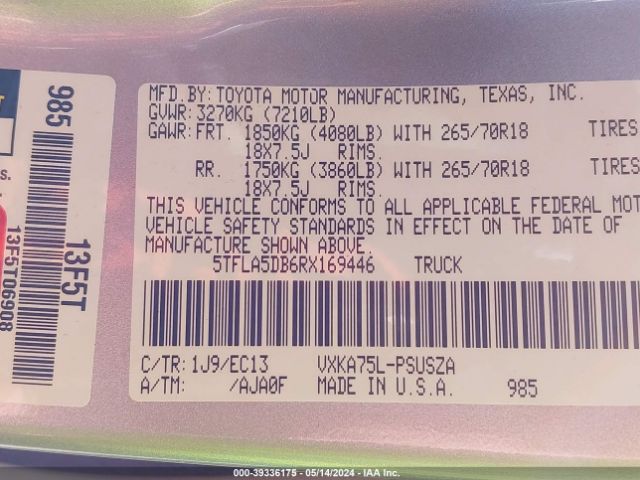 MFD.BY:TOYOTA MOTOR MANUFACTURING, TEXAS, INC.
GVWR:3270KG (7210LB)
GAWR:FRT. 1850KG (4080LB) WITH 265/70R18 TIRES
18X7.5J RIMS.
RR. 1750KG (3860LB) WITH 265/70R18 TIRES
18X7.5J RIMS.
THIS VEHICLE CONFORMS TO ALL APPLICABLE FEDERAL MOT
VEHICLE SAFETY STANDARDS IN EFFECT ON THE DATE OF
MANUFACTURE SHOWN ABOVE.
5TFLA5DB6RX169446 TRUCK
C/TR:1J9/EC13 VXKA75L-PSUSZA
A/TM: /AJA0F MADE IN U.S.A. 985
985
13F5T
13F5T06908
s.
000-39336175 - 05/14/2024 - IAA Inc.